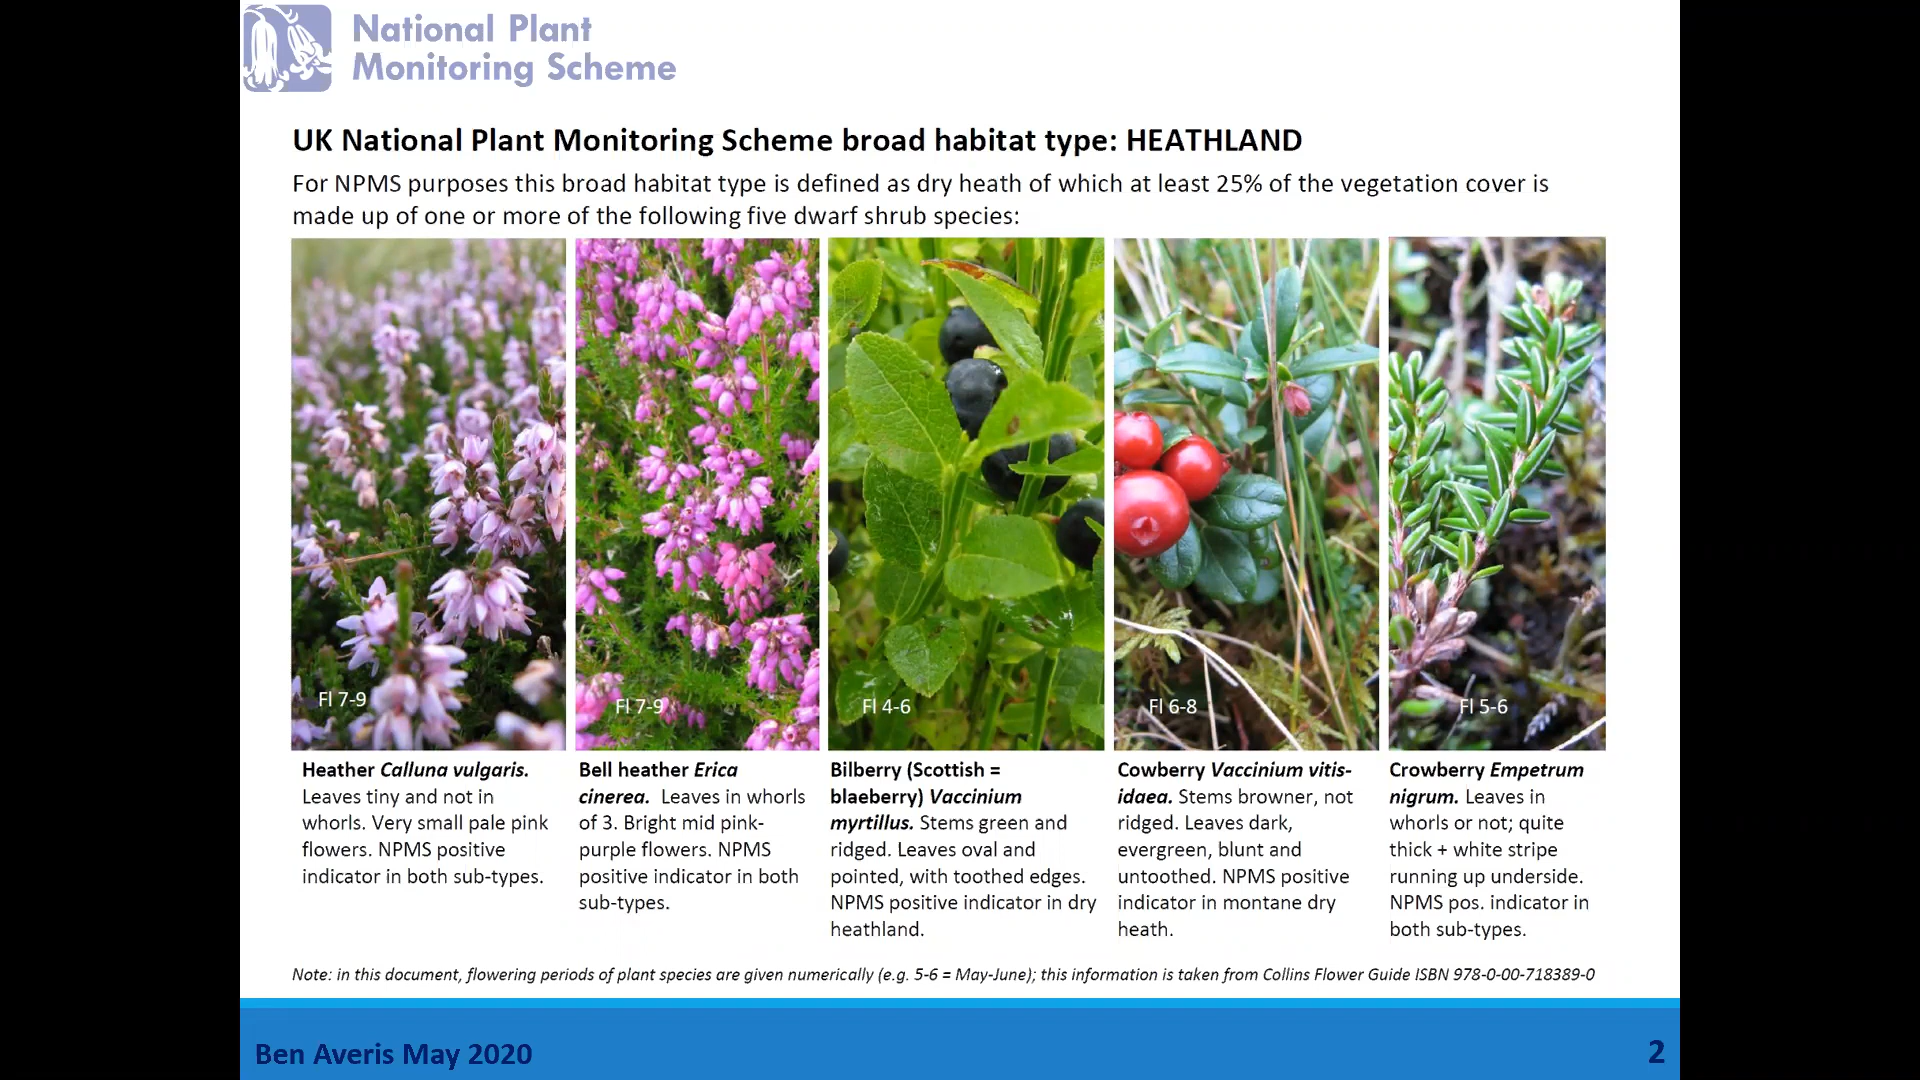 National Plant
Monitoring Scheme
UK National Plant Monitoring Scheme broad habitat type: HEATHLAND
For NPMS purposes this broad habitat type is defined as dry heath of which at least 25% of the vegetation cover is
made up of one or more of the following five dwarf shrub species:
Fl 7-9
Fl 7-9
Fl 4-6
Fl 6-8
Fl 5-6
Heather Calluna vulgaris.
Leaves tiny and not in
whorls. Very small pale pink
flowers. NPMS positive
indicator in both sub-types.
Bell heather Erica
cinerea. Leaves in whorls
of 3. Bright mid pink-
purple flowers. NPMS
positive indicator in both
sub-types.
Bilberry (Scottish =
blaeberry) Vaccinium
myrtillus. Stems green and
ridged. Leaves oval and
pointed, with toothed edges.
NPMS positive indicator in dry
heathland.
Cowberry Vaccinium vitis-
idaea. Stems browner, not
ridged. Leaves dark,
evergreen, blunt and
untoothed. NPMS positive
indicator in montane dry
heath.
Crowberry Empetrum
nigrum. Leaves in
whorls or not; quite
thick + white stripe
running up underside.
NPMS pos. indicator in
both sub-types.
Note: in this document, flowering periods of plant species are given numerically (e.g. 5-6 = May-June); this information is taken from Collins Flower Guide ISBN 978-0-00-718389-0
Ben Averis May 2020
2